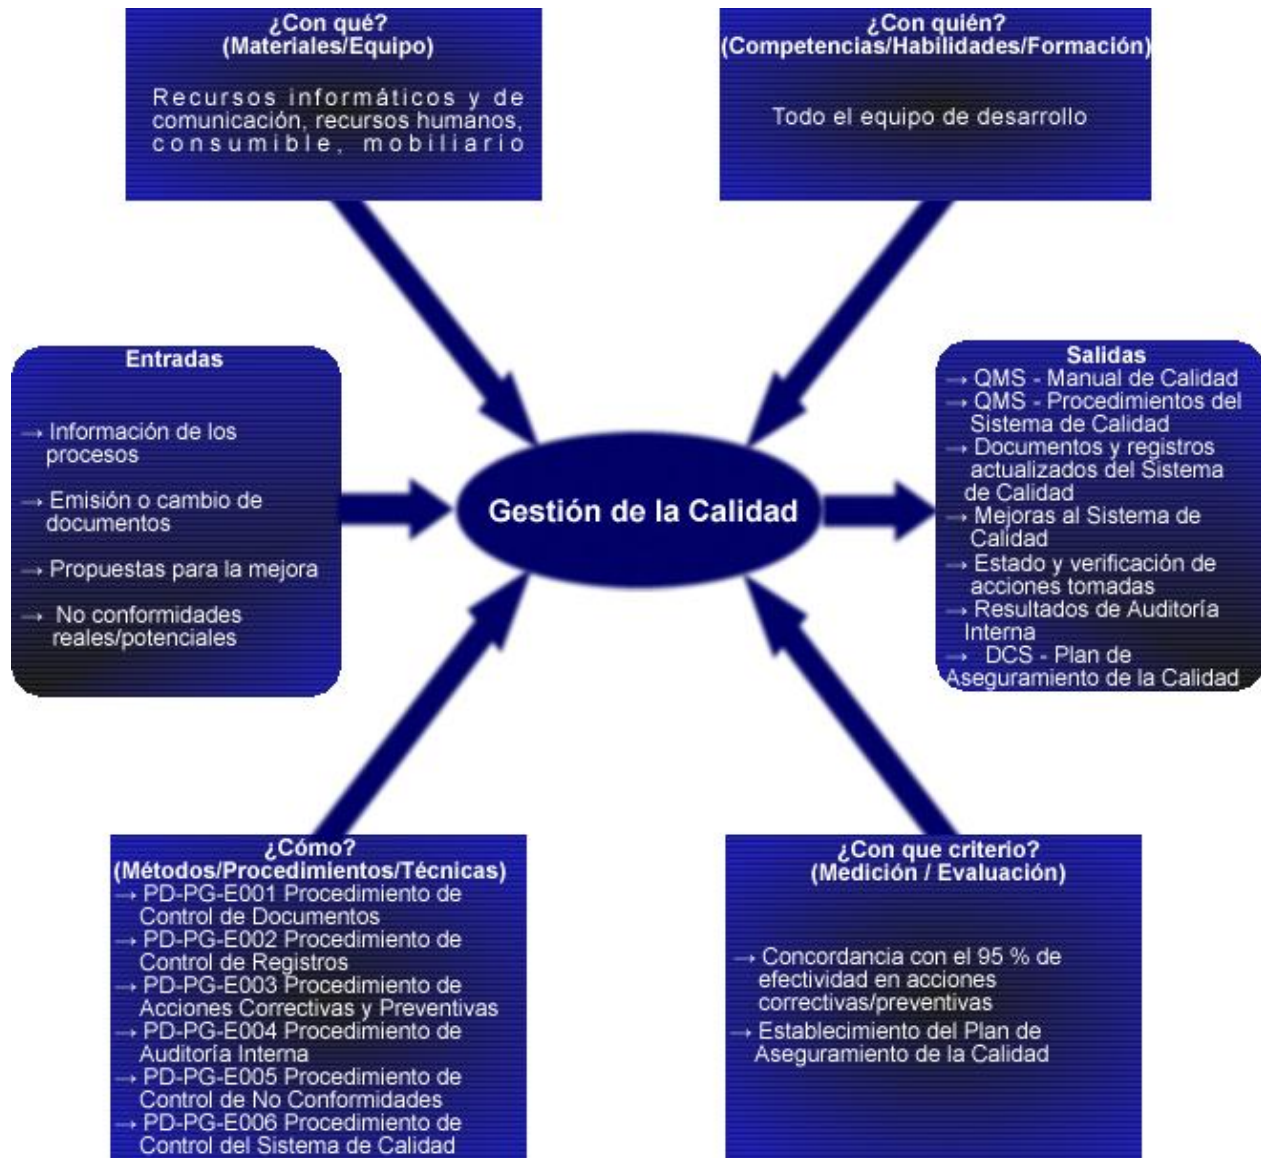 ¿Con qué?
(Materiales/Equipo)
Recursos informáticos y de
comunicación, recursos humanos,
consumible, mobiliario
¿Con quién?
(Competencias/Habilidades/Formación)
Todo el equipo de desarrollo
Entradas
→ Información de los
procesos
→ Emisión o cambio de
documentos
→ Propuestas para la mejora
→ No conformidades
reales/potenciales
Gestión de la Calidad
Salidas
→ QMS - Manual de Calidad
→ QMS - Procedimientos del
Sistema de Calidad
→ Documentos y registros
actualizados del Sistema
de Calidad
→ Mejoras al Sistema de
Calidad
→ Estado y verificación de
acciones tomadas
→ Resultados de Auditoría
Interna
→ DCS - Plan de
Aseguramiento de la Calidad
¿Cómo?
(Métodos/Procedimientos/Técnicas)
→ PD-PG-E001 Procedimiento de
Control de Documentos
→ PD-PG-E002 Procedimiento de
Control de Registros
→ PD-PG-E003 Procedimiento de
Acciones Correctivas y Preventivas
→ PD-PG-E004 Procedimiento de
Auditoría Interna
→ PD-PG-E005 Procedimiento de
Control de No Conformidades
→ PD-PG-E006 Procedimiento de
Control del Sistema de Calidad
¿Con que criterio?
(Medición / Evaluación)
→ Concordancia con el 95 % de
efectividad en acciones
correctivas/preventivas
→ Establecimiento del Plan de
Aseguramiento de la Calidad